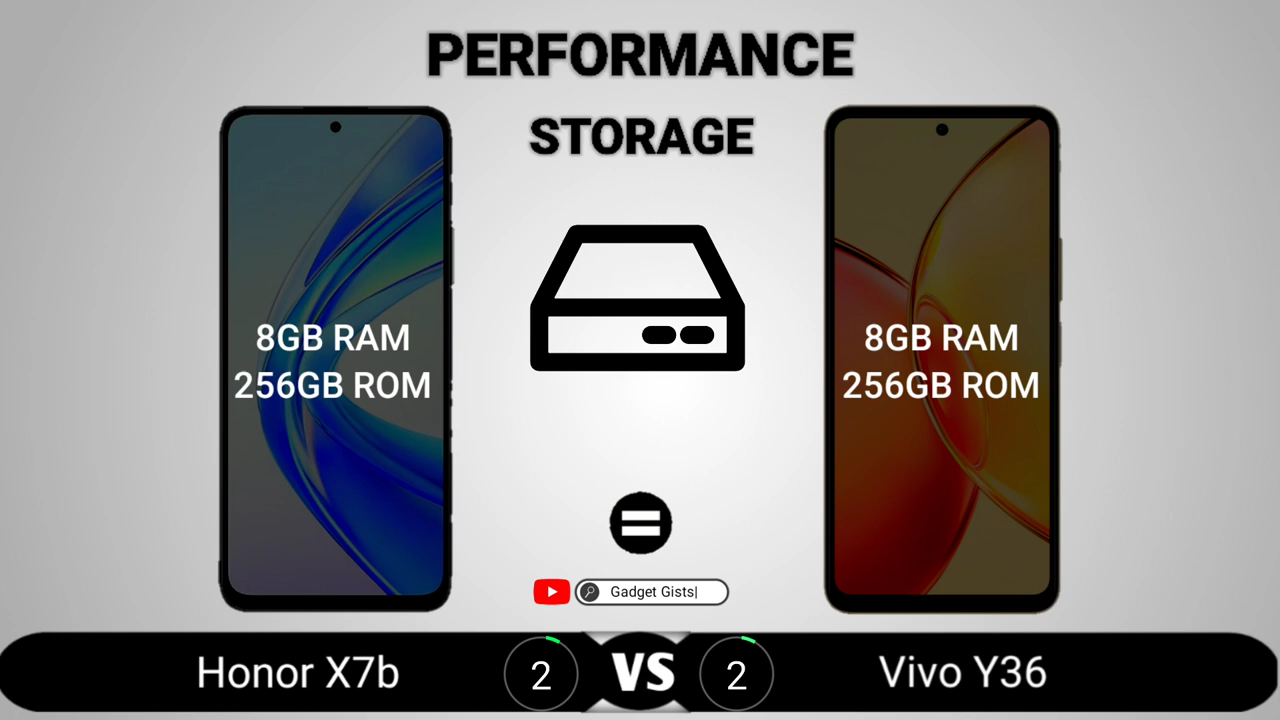 PERFORMANCE
STORAGE
8GB RAM
256GB ROM
8GB RAM
256GB ROM
Gadget Gists|
Honor X7b
2
VS
2
Vivo Y36